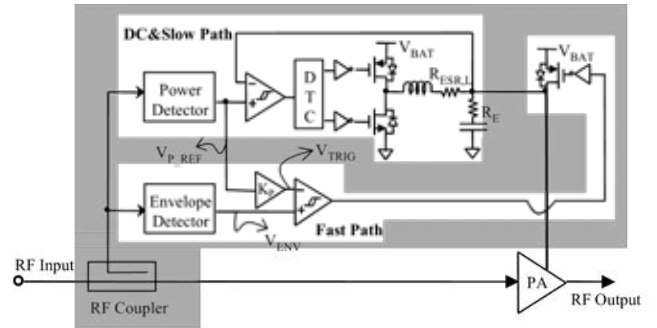 DC&Slow Path
Power
Detector
D
T
C
V_BAT
R_ESR,L
R_E
V_BAT
V_P_REF
V_TRIG
K_P
Envelope
Detector
V_ENV
Fast Path
RF Input
RF Coupler
PA
RF Output